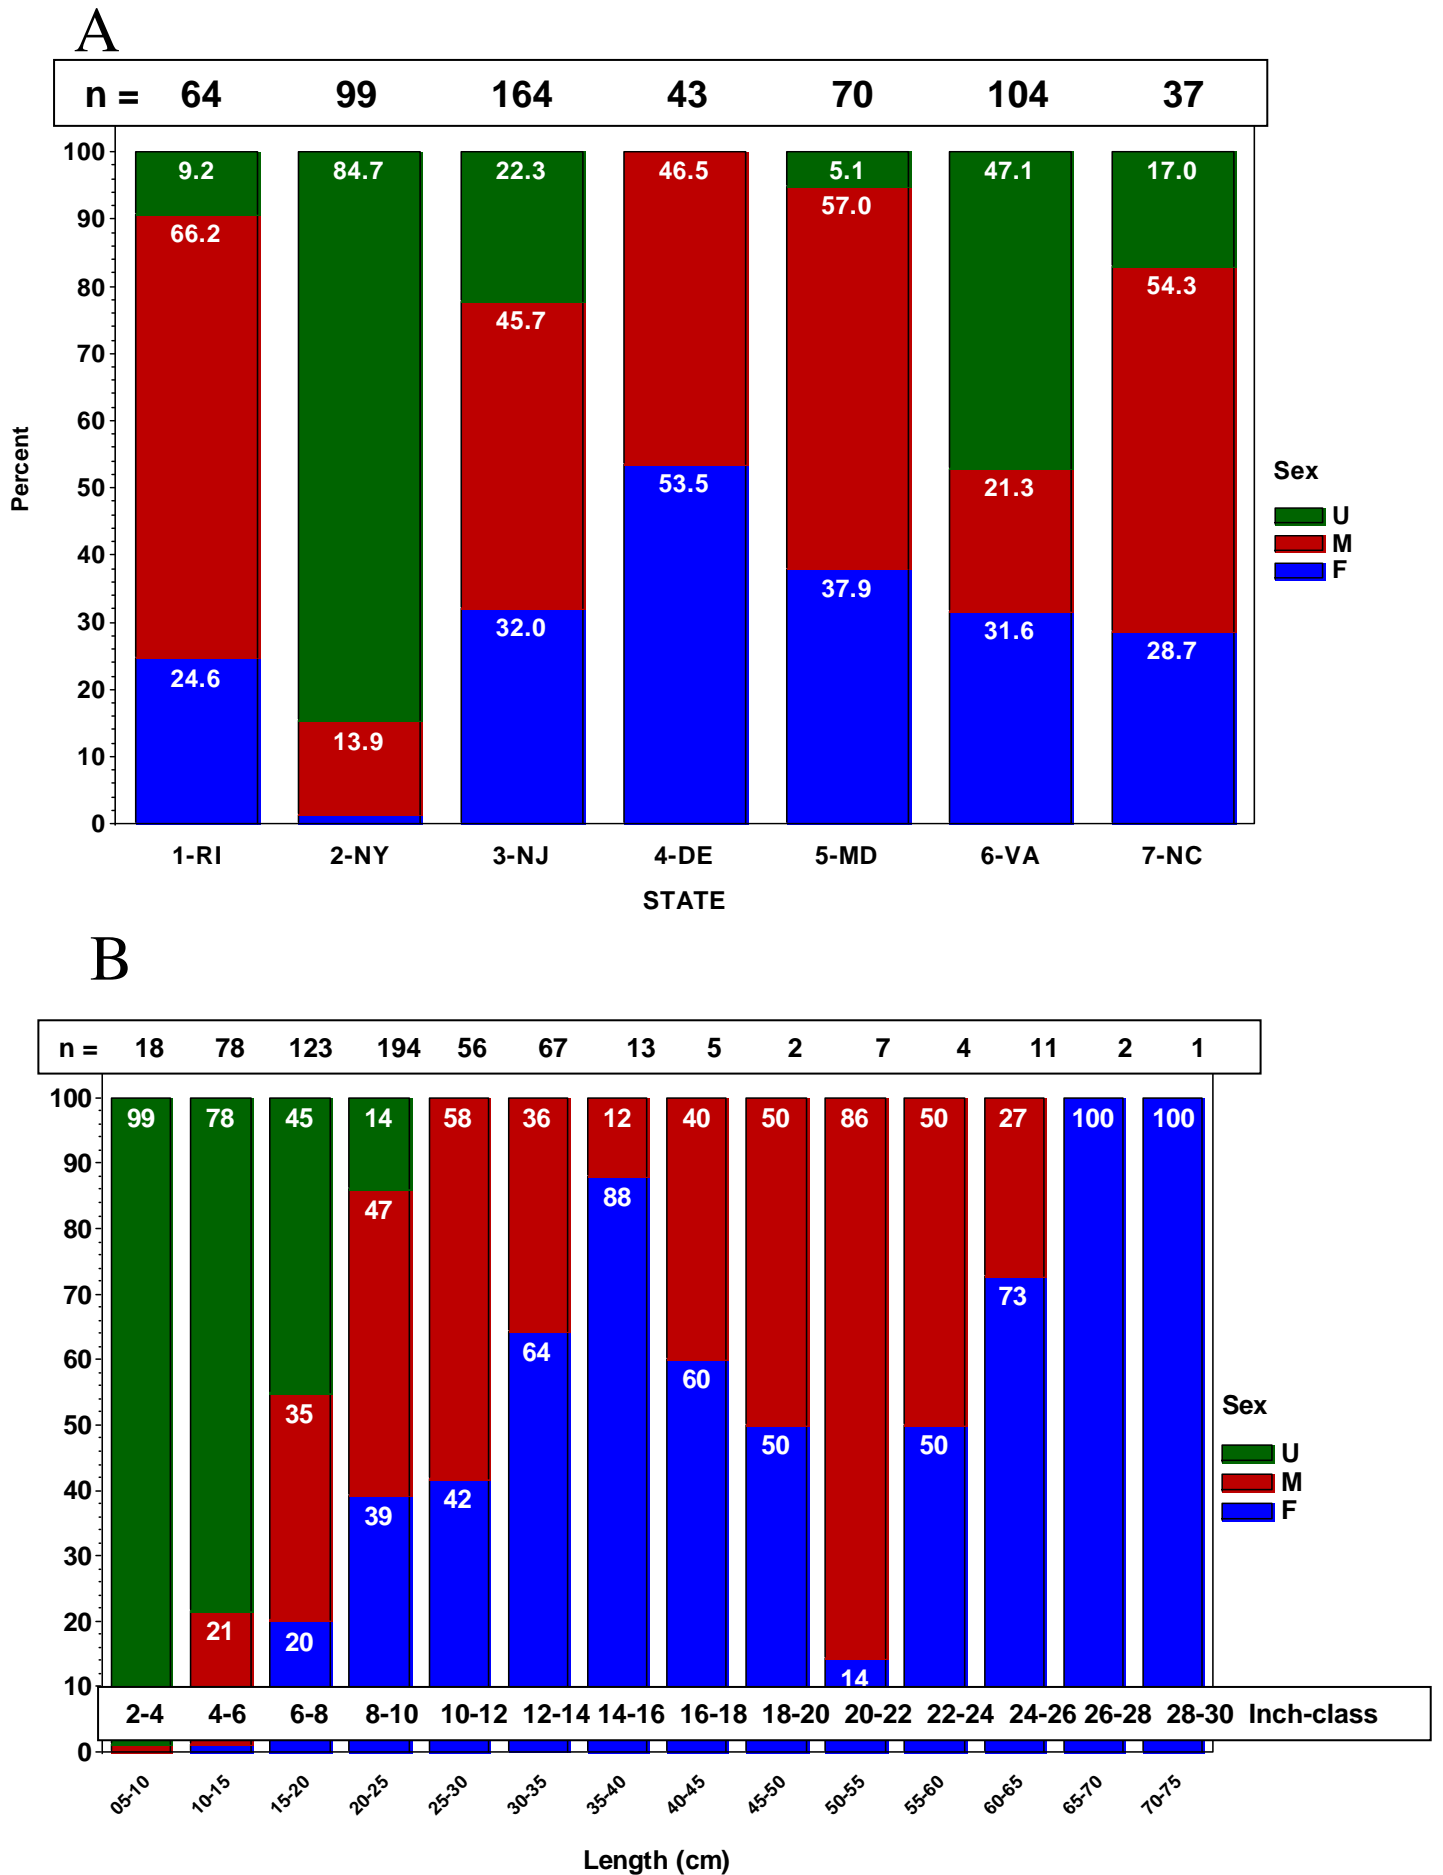 A
n = 64 99 164 43 70 104 37
100 9.2 84.7 22.3 46.5 5.1 47.1 17.0
57.0
90
66.2
80 54.3
45.7
70
60
Percent
50 53.5 21.3
Sex
U
M
F
40
37.9
30 32.0 31.6
28.7
20 24.6
13.9
10
0
1-RI 2-NY 3-NJ 4-DE 5-MD 6-VA 7-NC
STATE
B
n = 18 78 123 194 56 67 13 5 2 7 4 11 2 1
100 99 78 45 14 58 36 12 40 50 86 50 27 100 100
90
88
80 47
70
73
60 64
60
50 35
50 50
Sex
U
M
F
40
39 42
30
20 21 20
14
10
2-4 4-6 6-8 8-10 10-12 12-14 14-16 16-18 18-20 20-22 22-24 24-26 26-28 28-30 Inch-class
0
05-10 10-15 15-20 20-25 25-30 30-35 35-40 40-45 45-50 50-55 55-60 60-65 65-70 70-75
Length (cm)